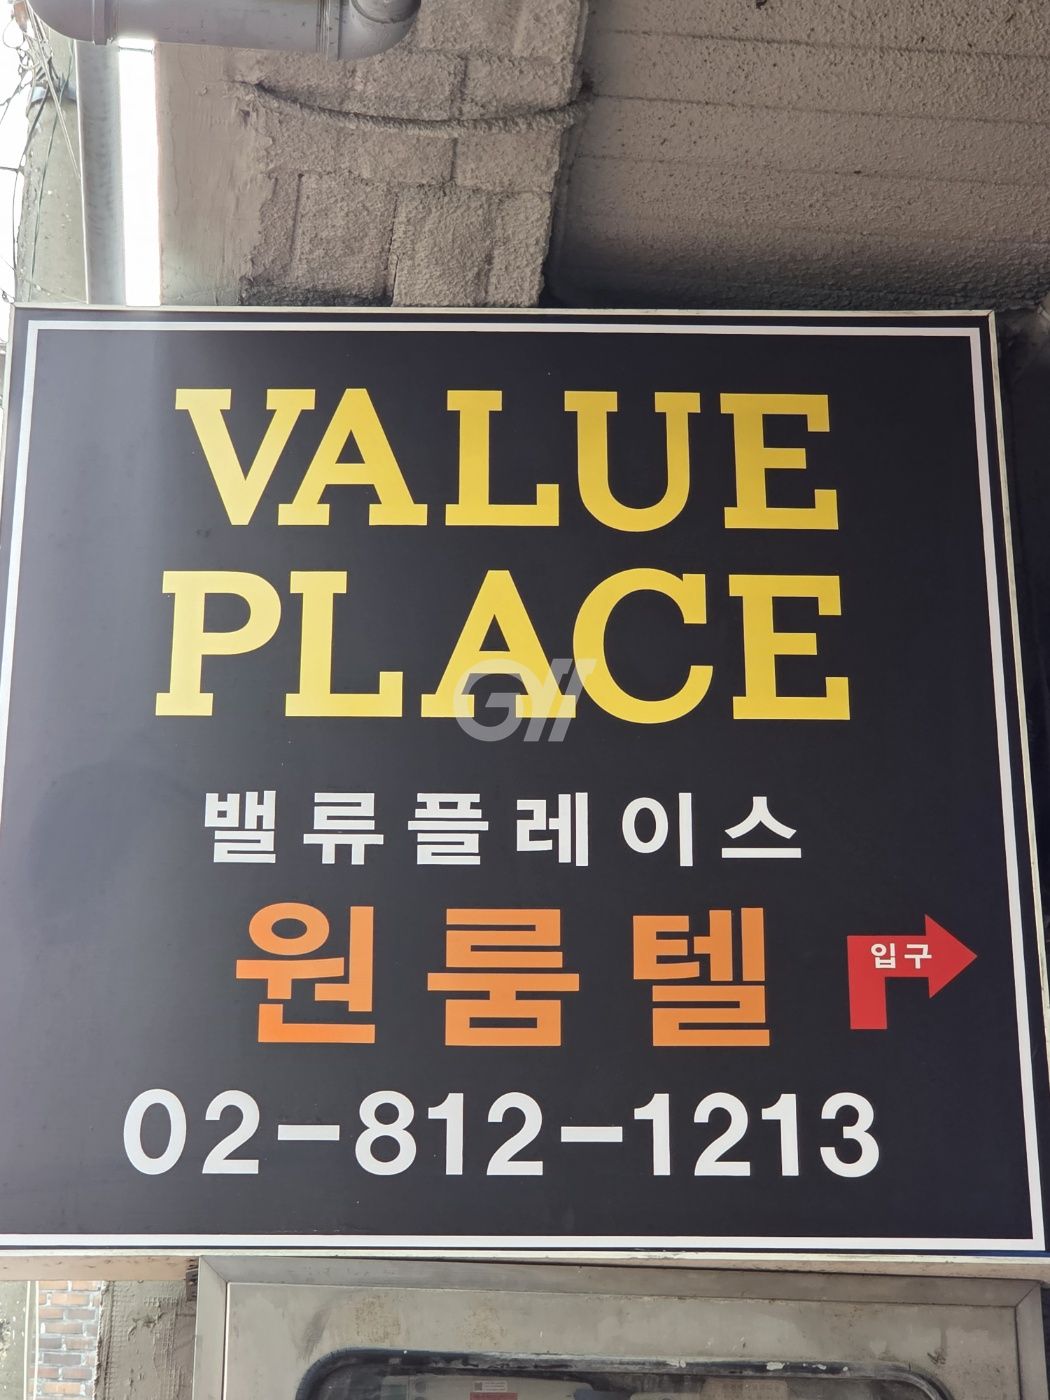 VALUE
PLACE
밸류플레이스
원룸텔
입구
02-812-1213